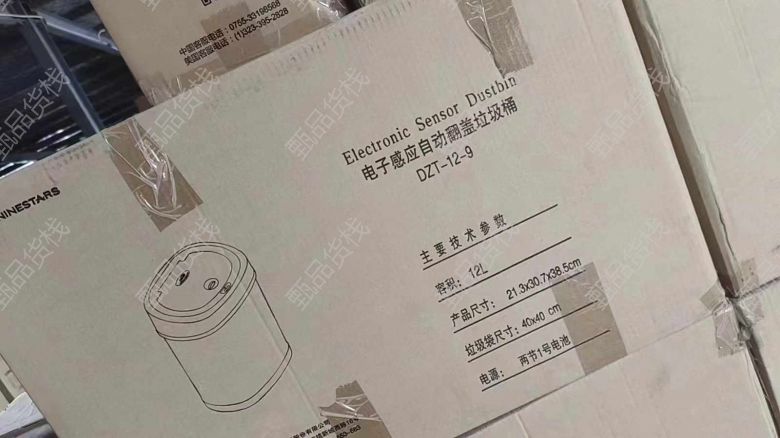 中国客服电话：0755-33198568
美国客服电话：(1)323-395-2828
NINESTARS
Electronic Sensor Dustbin
电子感应自动翻盖垃圾桶
DZT-12-9
主要技术参数
容积：12L
产品尺寸：21.3x30.7x38.5cm
垃圾袋尺寸：40x40 cm
电源：两节1号电池
甄品货栈